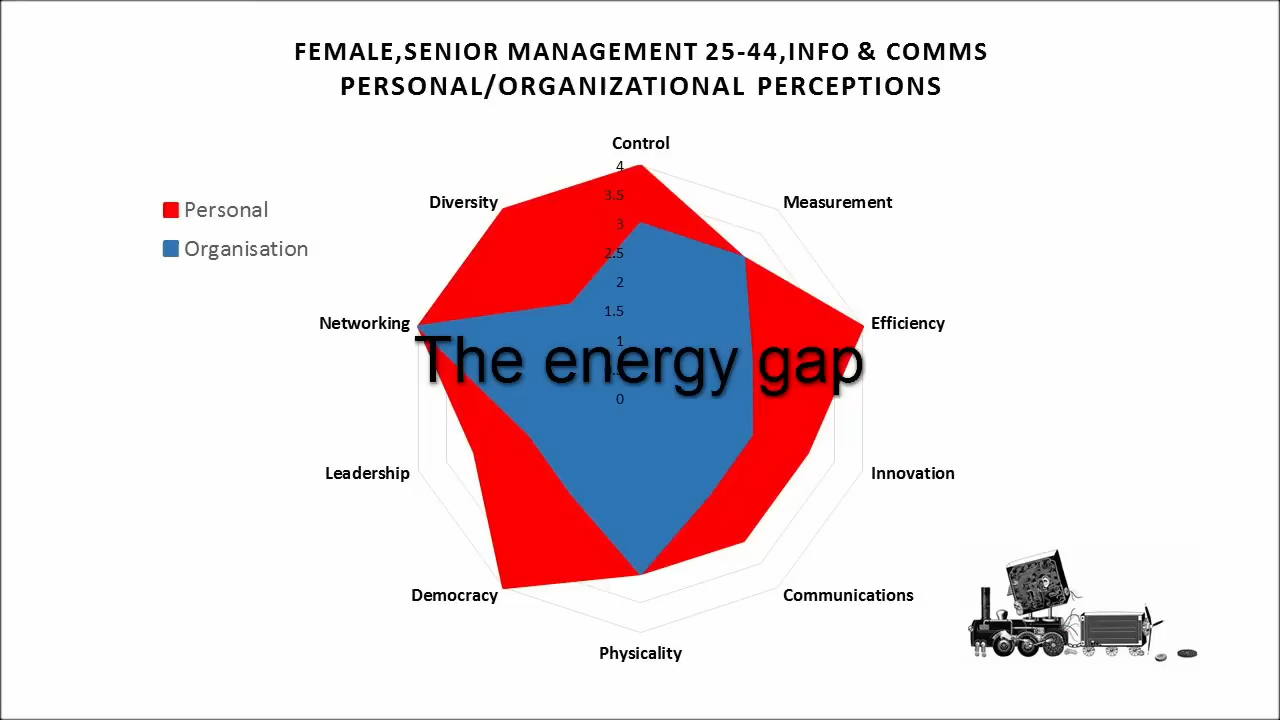 FEMALE,SENIOR MANAGEMENT 25-44,INFO & COMMS
PERSONAL/ORGANIZATIONAL PERCEPTIONS
Control
4
3.5
3
2.5
2
1.5
1
0
Diversity
Measurement
Personal
Organisation
Networking
Efficiency
The energy gap
Leadership
Innovation
Democracy
Communications
Physicality